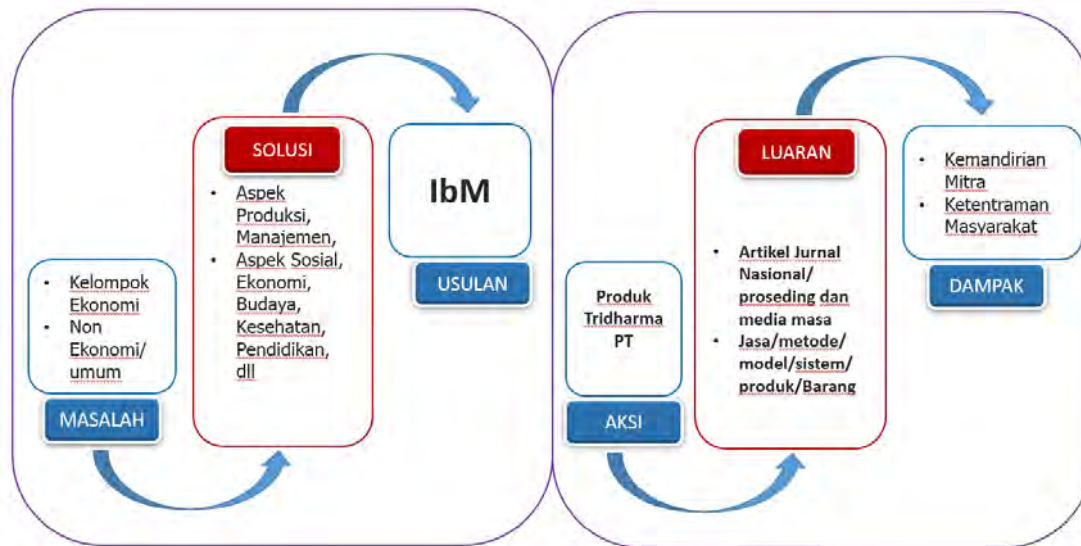 • Kelompok
Ekonomi
• Non
Ekonomi/
umum
MASALAH
SOLUSI
• Aspek
Produksi,
Manajemen,
• Aspek Sosial,
Ekonomi,
Budaya,
Kesehatan,
Pendidikan,
dll
IbM
USULAN
Produk
Tridharma
PT
AKSI
LUARAN
• Artikel Jurnal
Nasional/
proseding dan
media masa
• Jasa/metode/
model/sistem/
produk/Barang
• Kemandirian
Mitra
• Ketentraman
Masyarakat
DAMPAK